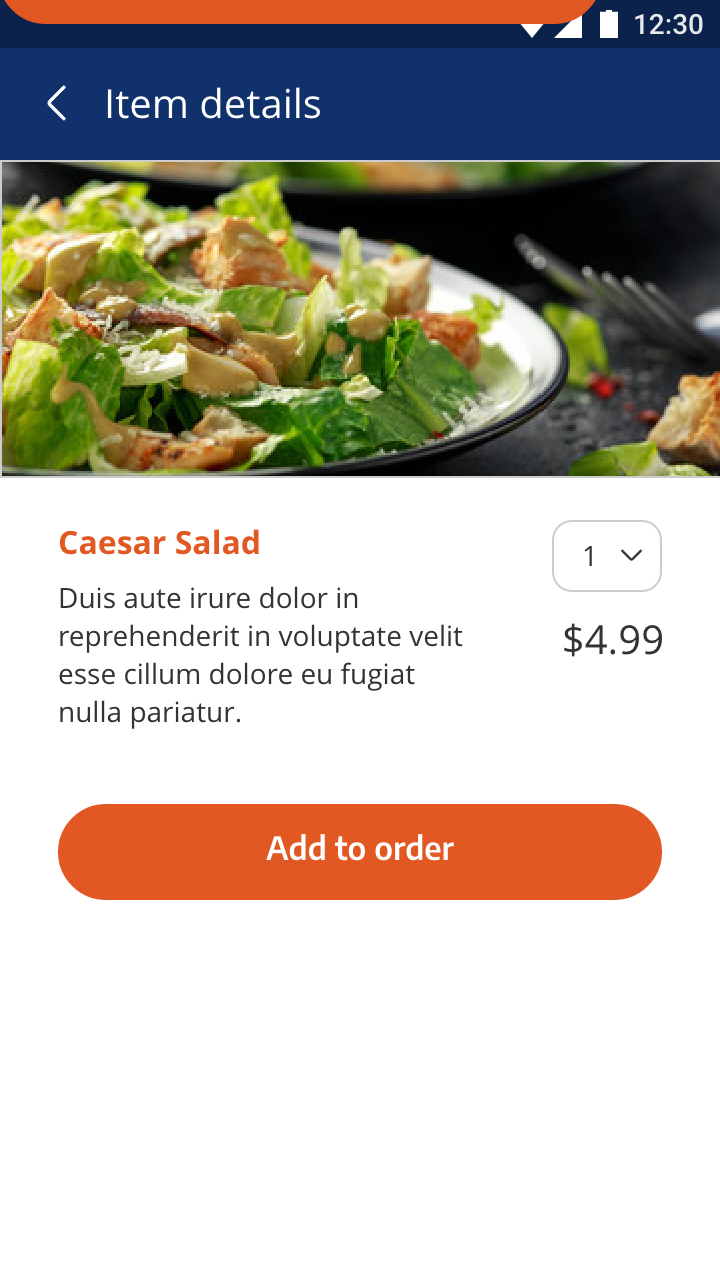 12:30
Item details
Caesar Salad
1
Duis aute irure dolor in
reprehenderit in voluptate velit
esse cillum dolore eu fugiat
nulla pariatur.
$4.99
Add to order